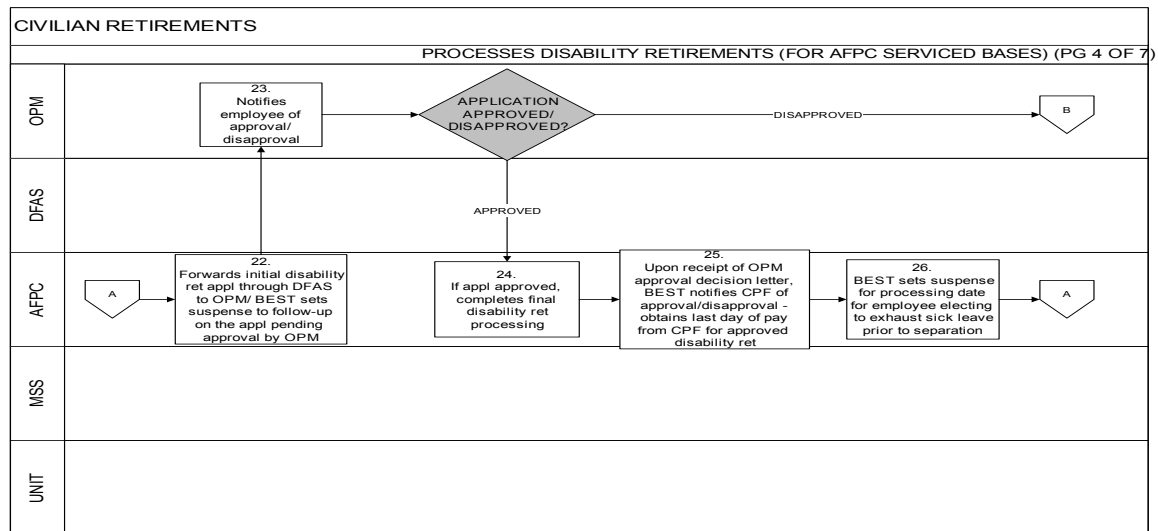 CIVILIAN RETIREMENTS
PROCESSES DISABILITY RETIREMENTS (FOR AFPC SERVICED BASES) (PG 4 OF 7)
OPM
23.
Notifies
employee of
approval/
disapproval
APPLICATION
APPROVED/
DISAPPROVED?
DISAPPROVED
B
DFAS
APPROVED
AFPC
A
22.
Forwards initial disability
ret appl through DFAS
to OPM/ BEST sets
suspense to follow-up
on the appl pending
approval by OPM
24.
If appl approved,
completes final
disability ret
processing
25.
Upon receipt of OPM
approval decision letter,
BEST notifies CPF of
approval/disapproval -
obtains last day of pay
from CPF for approved
disability ret
26.
BEST sets suspense
for processing date
for employee electing
to exhaust sick leave
prior to separation
A
MSS
UNIT